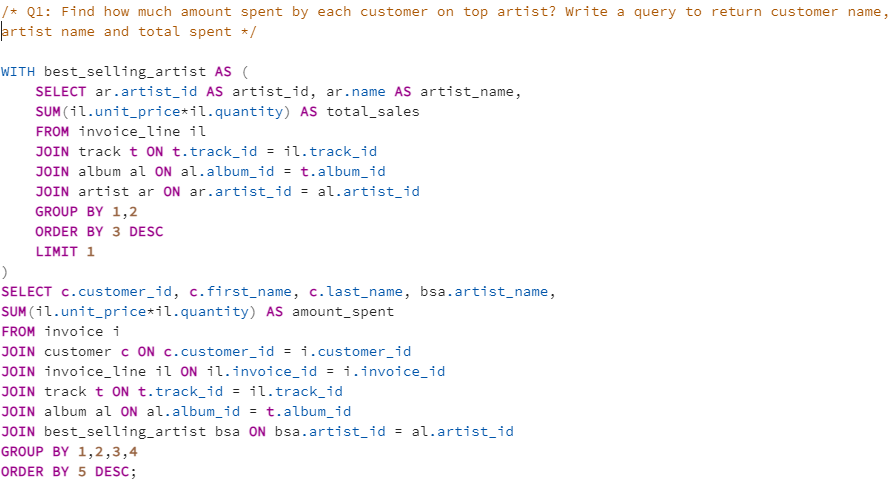 /* Q1: Find how much amount spent by each customer on top artist? Write a query to return customer name,
artist name and total spent */
WITH best_selling_artist AS (
SELECT ar.artist_id AS artist_id, ar.name AS artist_name,
SUM(il.unit_price*il.quantity) AS total_sales
FROM invoice_line il
JOIN track t ON t.track_id = il.track_id
JOIN album al ON al.album_id = t.album_id
JOIN artist ar ON ar.artist_id = al.artist_id
GROUP BY 1,2
ORDER BY 3 DESC
LIMIT 1
)
SELECT c.customer_id, c.first_name, c.last_name, bsa.artist_name,
SUM(il.unit_price*il.quantity) AS amount_spent
FROM invoice i
JOIN customer c ON c.customer_id = i.customer_id
JOIN invoice_line il ON il.invoice_id = i.invoice_id
JOIN track t ON t.track_id = il.track_id
JOIN album al ON al.album_id = t.album_id
JOIN best_selling_artist bsa ON bsa.artist_id = al.artist_id
GROUP BY 1,2,3,4
ORDER BY 5 DESC;